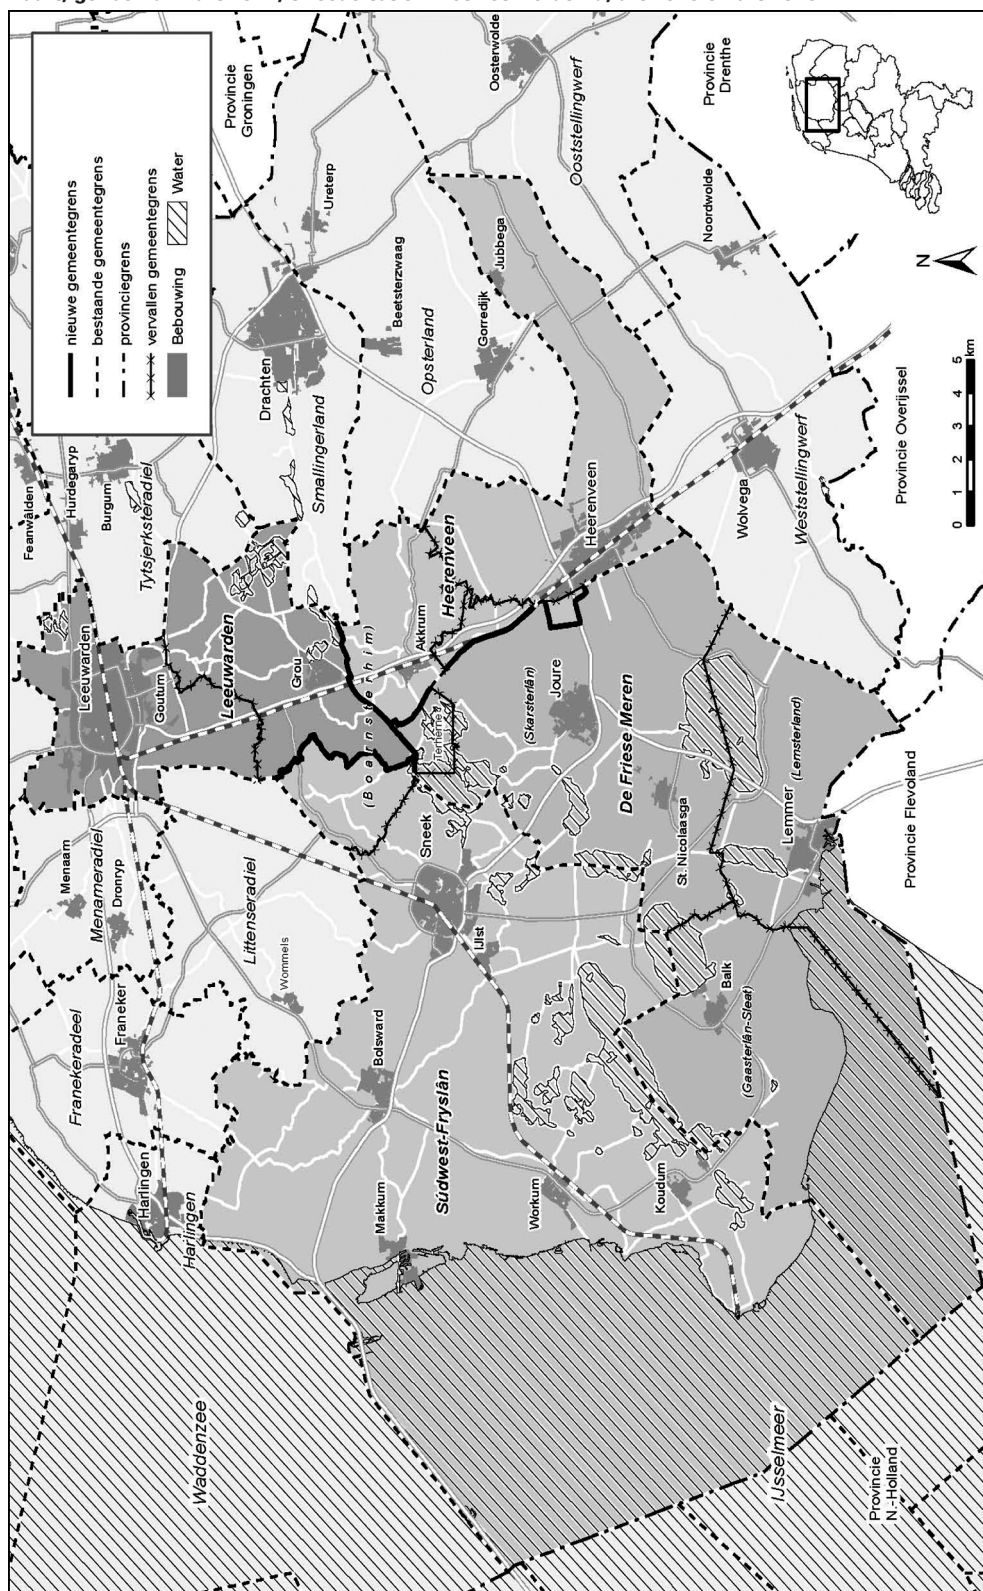 nieuwe gemeentegrens
bestaande gemeentegrens
provinciegrens
vervallen gemeentegrens
Bebouwing
Water
Provincie
Groningen
Provincie
Drenthe
Oosterwolde
Ooststellingwerf
Ureterp
Drachten
Beetsterzwaag
Opsterland
Gorredijk
Jubbega
Noordwolde
Feanwâlden
Hurdegaryp
Burgum
Tytsjerksteradiel
Smallingerland
Leeuwarden
Goutum
Leeuwarden
Grou
(Boarnsterhim)
Akkrum
Heerenveen
Heerenveen
Wolvega
Weststellingwerf
Provincie Overijssel
N
0 1 2 3 4 5
km
Menaam
Menameradiel
Dronryp
Littenseradiel
Wommels
Franeker
Franekeradeel
Harlingen
Harlingen
Terherne
Sneek
IJlst
(Skarsterlân)
Joure
De Friese Meren
St. Nicolaasga
(Lemsterland)
Lemmer
Provincie Flevoland
Bolsward
Makkum
Súdwest-Fryslân
Workum
Koudum
Balk
(Gaasterlân-Sleat)
Waddenzee
IJsselmeer
Provincie
N.-Holland